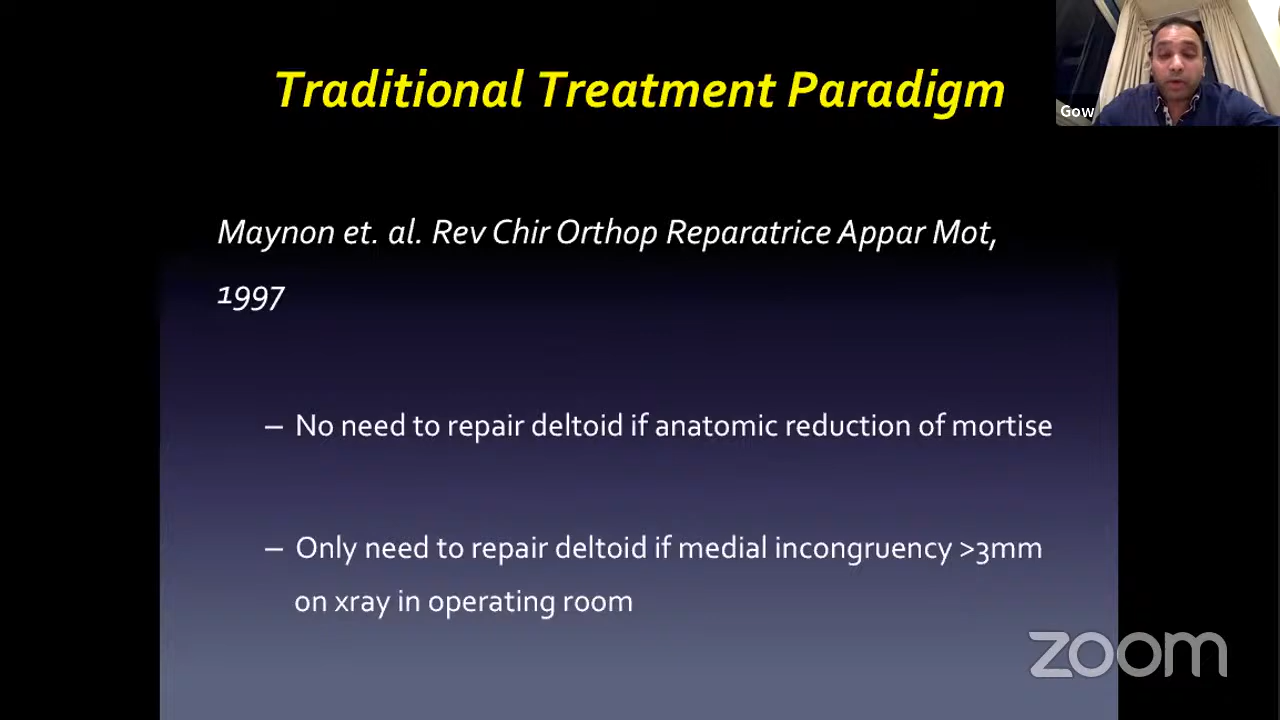 Traditional Treatment Paradigm
Gow
Maynon et. al. Rev Chir Orthop Reparatrice Appar Mot,
1997
– No need to repair deltoid if anatomic reduction of mortise
– Only need to repair deltoid if medial incongruency >3mm
on xray in operating room
zoom